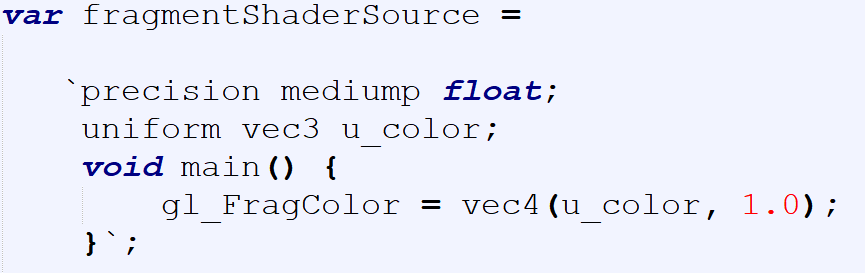 var fragmentShaderSource =
`precision mediump float;
uniform vec3 u_color;
void main() {
gl_FragColor = vec4(u_color, 1.0);
}`;